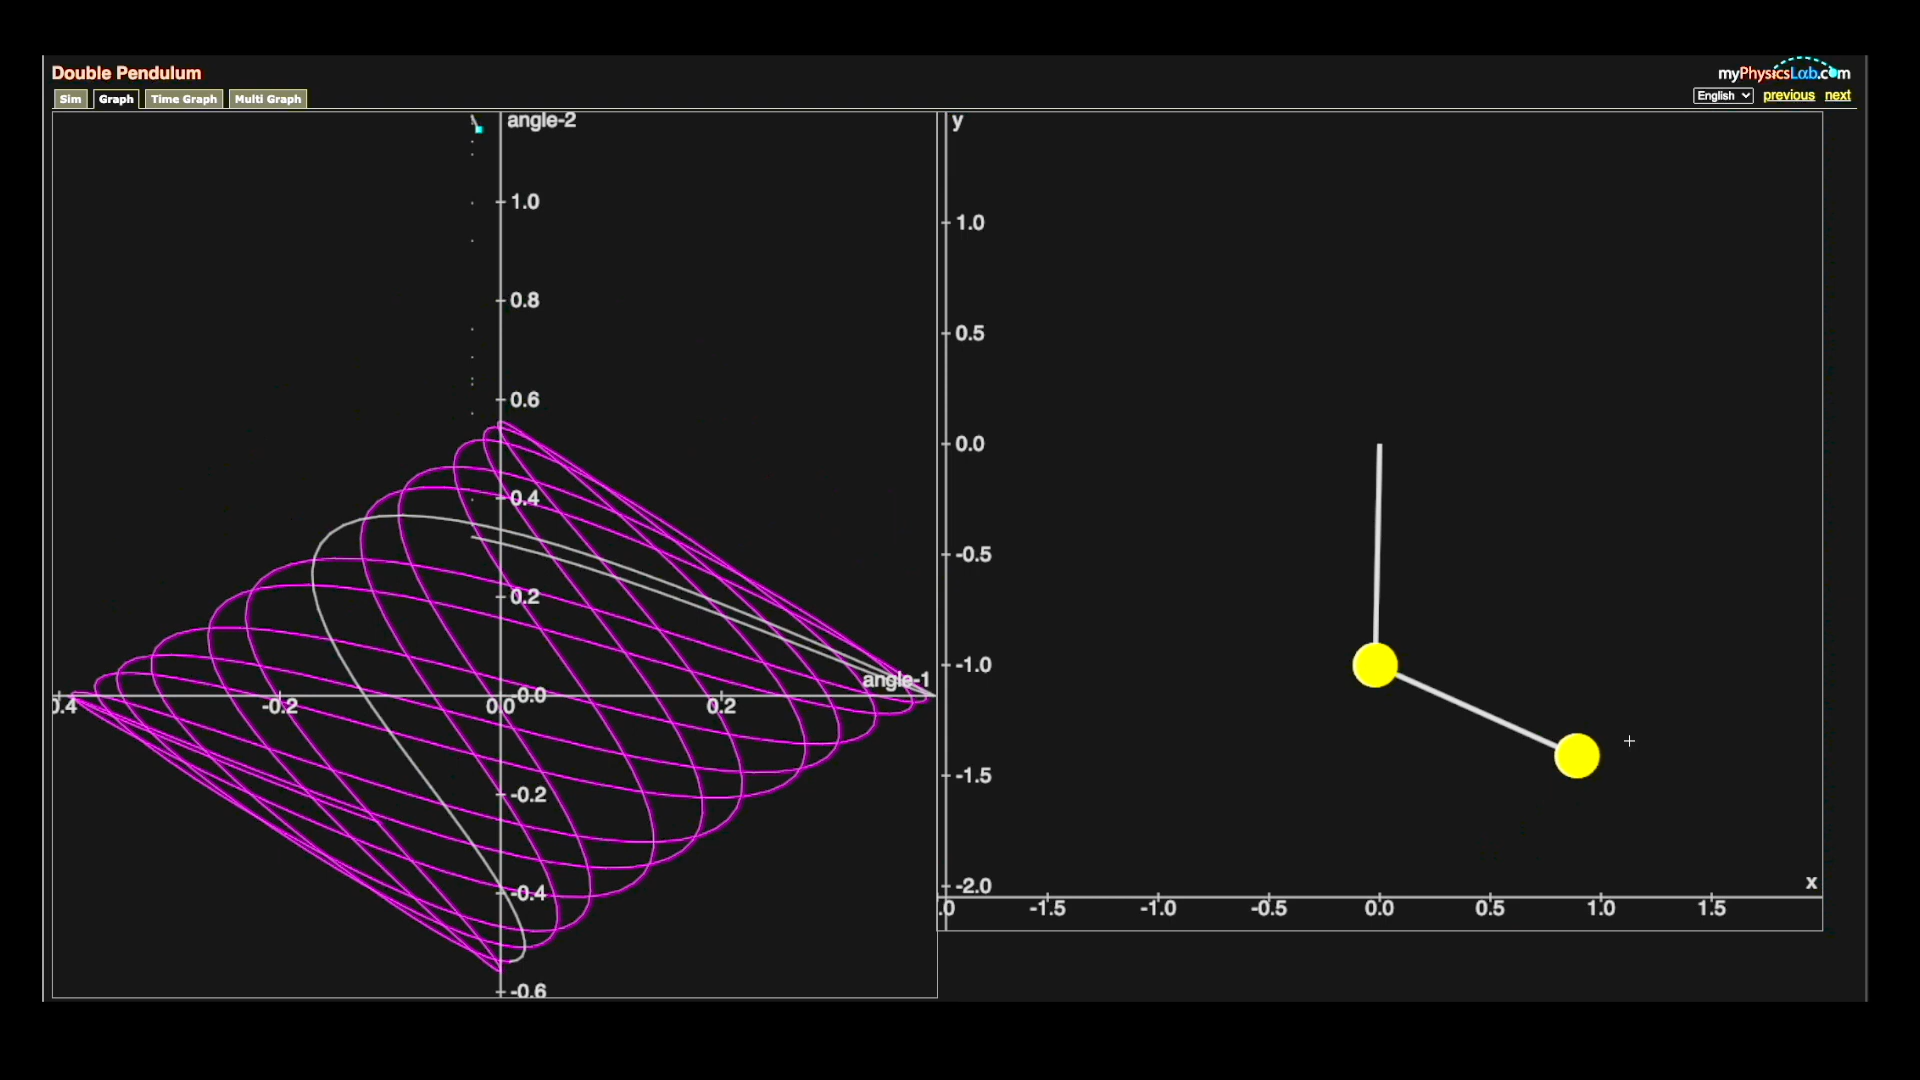 Double Pendulum
myPhysicsLab.com
Sim Graph Time Graph Multi Graph
English previous next
angle-2
1.0
0.8
0.6
0.4
0.2
0.0
-0.2
-0.4
-0.6
angle-1
0.4 -0.2 0.0 0.2
y
1.0
0.5
0.0
-0.5
-1.0
-1.5
-2.0
x
.0 -1.5 -1.0 -0.5 0.0 0.5 1.0 1.5